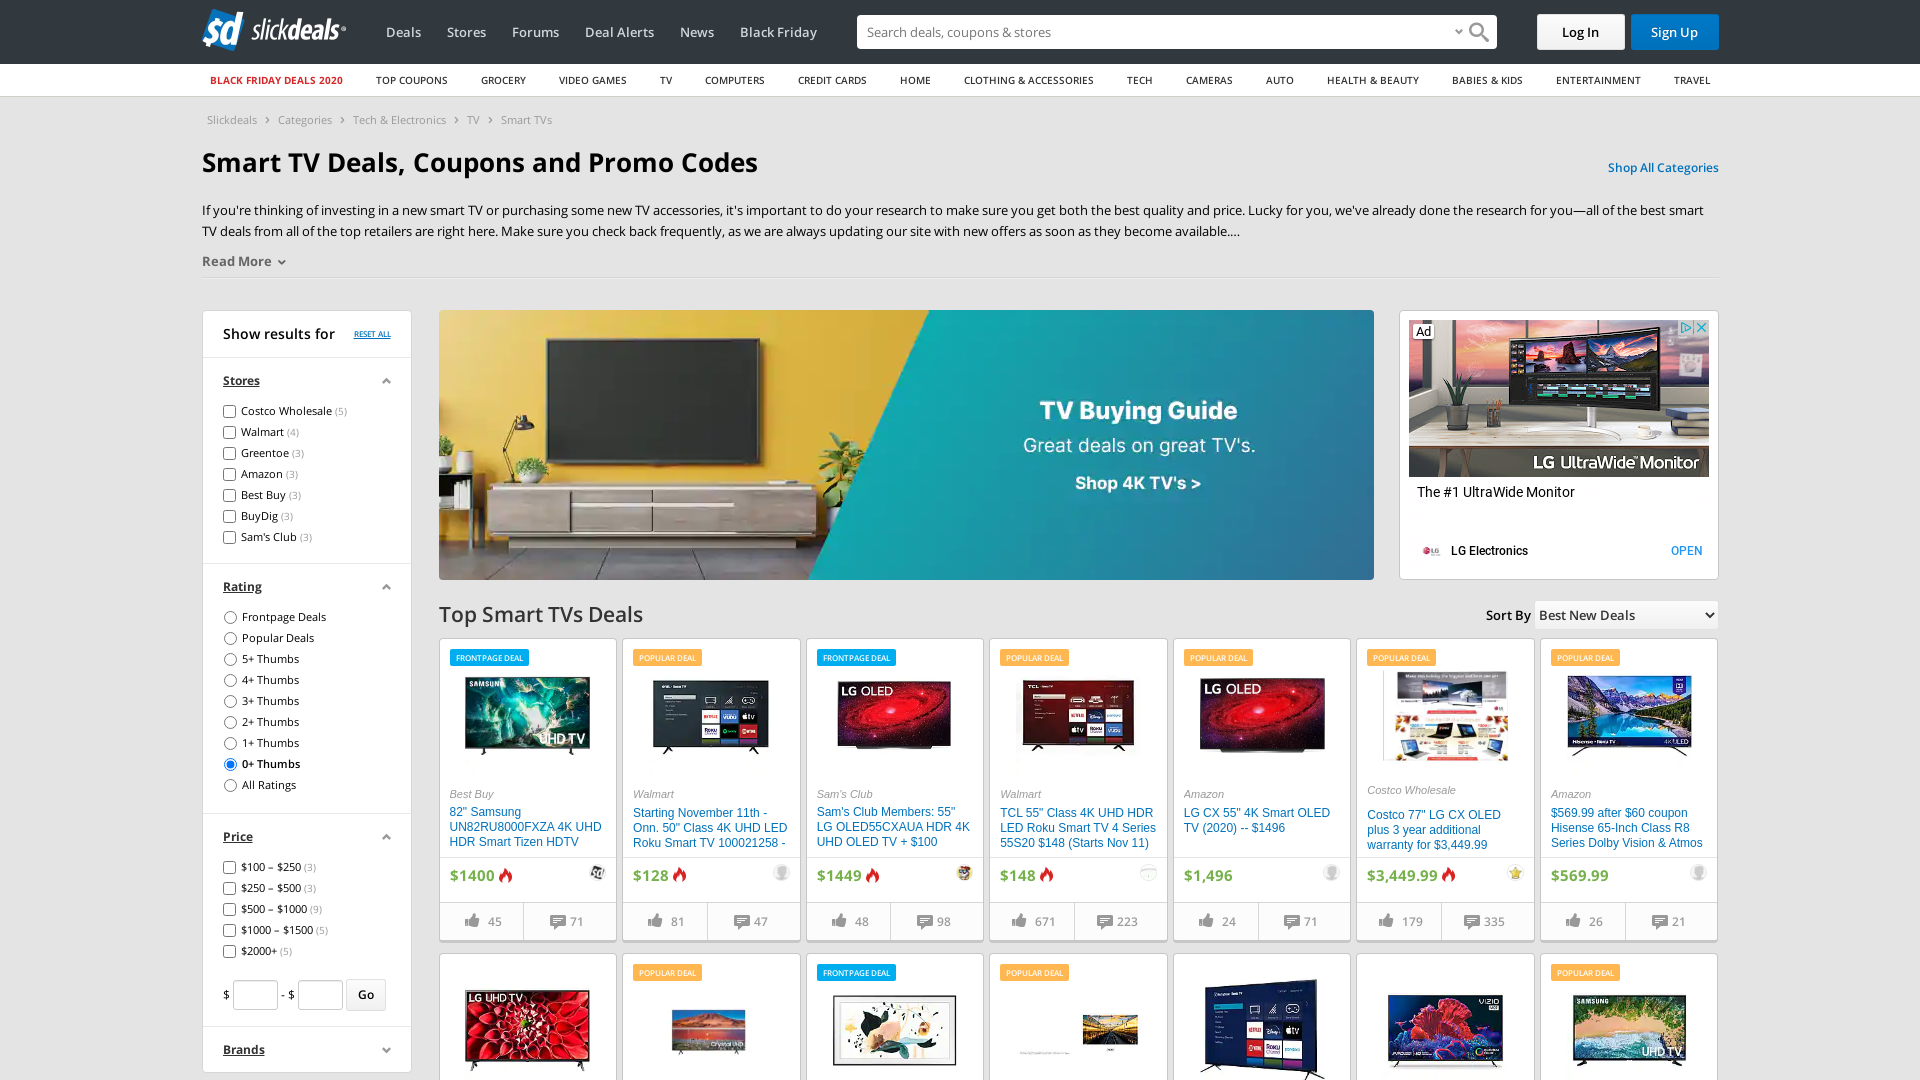 sd slickdeals
Deals
Stores
Forums
Deal Alerts
News
Black Friday
Search deals, coupons & stores
Log In
Sign Up
BLACK FRIDAY DEALS 2020
TOP COUPONS
GROCERY
VIDEO GAMES
TV
COMPUTERS
CREDIT CARDS
HOME
CLOTHING & ACCESSORIES
TECH
CAMERAS
AUTO
HEALTH & BEAUTY
BABIES & KIDS
ENTERTAINMENT
TRAVEL
Slickdeals › Categories › Tech & Electronics › TV › Smart TVs
Smart TV Deals, Coupons and Promo Codes
Shop All Categories
If you're thinking of investing in a new smart TV or purchasing some new TV accessories, it's important to do your research to make sure you get both the best quality and price. Lucky for you, we've already done the research for you—all of the best smart
TV deals from all of the top retailers are right here. Make sure you check back frequently, as we are always updating our site with new offers as soon as they become available.…
Read More
Show results for
RESET ALL
Stores
Costco Wholesale (5)
Walmart (4)
Greentoe (3)
Amazon (3)
Best Buy (3)
BuyDig (3)
Sam's Club (3)
Rating
Frontpage Deals
Popular Deals
5+ Thumbs
4+ Thumbs
3+ Thumbs
2+ Thumbs
1+ Thumbs
0+ Thumbs
All Ratings
Price
$100 – $250 (3)
$250 – $500 (3)
$500 – $1000 (9)
$1000 – $1500 (5)
$2000+ (5)
$ - $ Go
Brands
TV Buying Guide
Great deals on great TV's.
Shop 4K TV's >
Ad
LG UltraWide™ Monitor
The #1 UltraWide Monitor
LG Electronics
OPEN
Top Smart TVs Deals
Sort By Best New Deals
FRONTPAGE DEAL
SAMSUNG
UHD TV
Best Buy
82" Samsung
UN82RU8000FXZA 4K UHD
HDR Smart Tizen HDTV
$1400
45
71
POPULAR DEAL
Walmart
Starting November 11th -
Onn. 50" Class 4K UHD LED
Roku Smart TV 100021258 -
$128
81
47
FRONTPAGE DEAL
LG OLED
Sam's Club
Sam's Club Members: 55"
LG OLED55CXAUA HDR 4K
UHD OLED TV + $100
$1449
48
98
POPULAR DEAL
TCL
Walmart
TCL 55" Class 4K UHD HDR
LED Roku Smart TV 4 Series
55S20 $148 (Starts Nov 11)
$148
671
223
POPULAR DEAL
LG OLED
Amazon
LG CX 55" 4K Smart OLED
TV (2020) -- $1496
$1,496
24
71
POPULAR DEAL
Costco Wholesale
Costco 77" LG CX OLED
plus 3 year additional
warranty for $3,449.99
$3,449.99
179
335
POPULAR DEAL
Hisense Roku TV
4K ULED
Amazon
$569.99 after $60 coupon
Hisense 65-Inch Class R8
Series Dolby Vision & Atmos
$569.99
26
21
LG UHD TV
POPULAR DEAL
Crystal UHD
FRONTPAGE DEAL
POPULAR DEAL
VIZIO
POPULAR DEAL
SAMSUNG
UHD TV